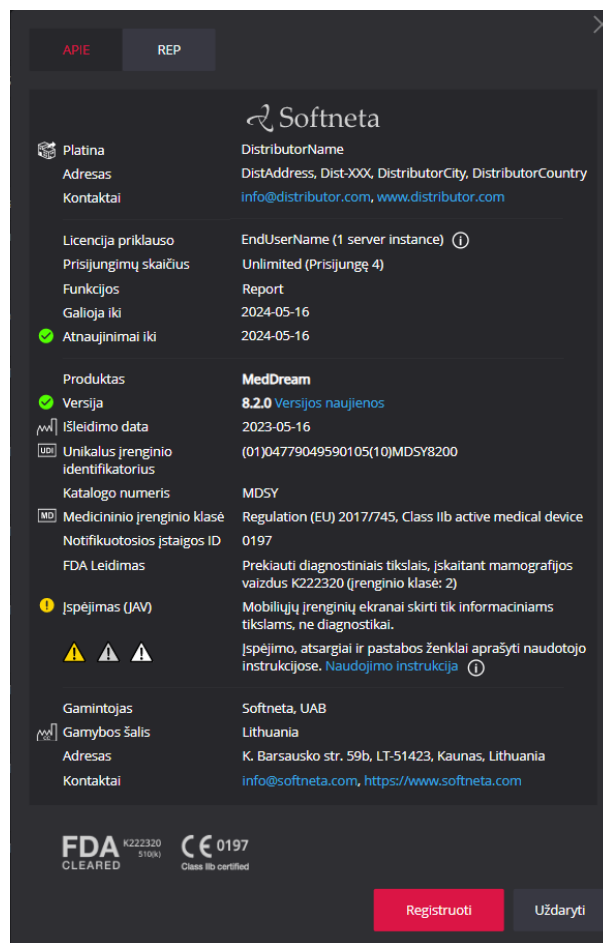 APIE REP
Softneta
Platina DistributorName
Adresas DistAddress, Dist-XXX, DistributorCity, DistributorCountry
Kontaktai info@distributor.com, www.distributor.com
Licencija priklauso EndUserName (1 server instance)
Prisijungimų skaičius Unlimited (Prisijungę 4)
Funkcijos Report
Galioja iki 2024-05-16
Atnaujinimai iki 2024-05-16
Produktas MedDream
Versija 8.2.0 Versijos naujienos
Išleidimo data 2023-05-16
UDI Unikalus įrenginio (01)04779049590105(10)MDSY8200
identifikatorius
Katalogo numeris MDSY
MD Medicininio įrenginio klasė Regulation (EU) 2017/745, Class IIb active medical device
Notifikuotosios įstaigos ID 0197
FDA Leidimas Prekiauti diagnostiniais tikslais, įskaitant mamografijos
vaizdus K222320 (įrenginio klasė: 2)
Įspėjimas (JAV) Mobiliųjų įrenginių ekranai skirti tik informaciniams
tikslams, ne diagnostikai.
Įspėjimo, atsargiai ir pastabos ženklai aprašyti naudotojo
instrukcijose. Naudojimo instrukcija
Gamintojas Softneta, UAB
Gamybos šalis Lithuania
Adresas K. Barsausko str. 59b, LT-51423, Kaunas, Lithuania
Kontaktai info@softneta.com, https://www.softneta.com
FDA K222320 CE 0197
CLEARED 510(k) Class IIb certified
Registruoti Uždaryti